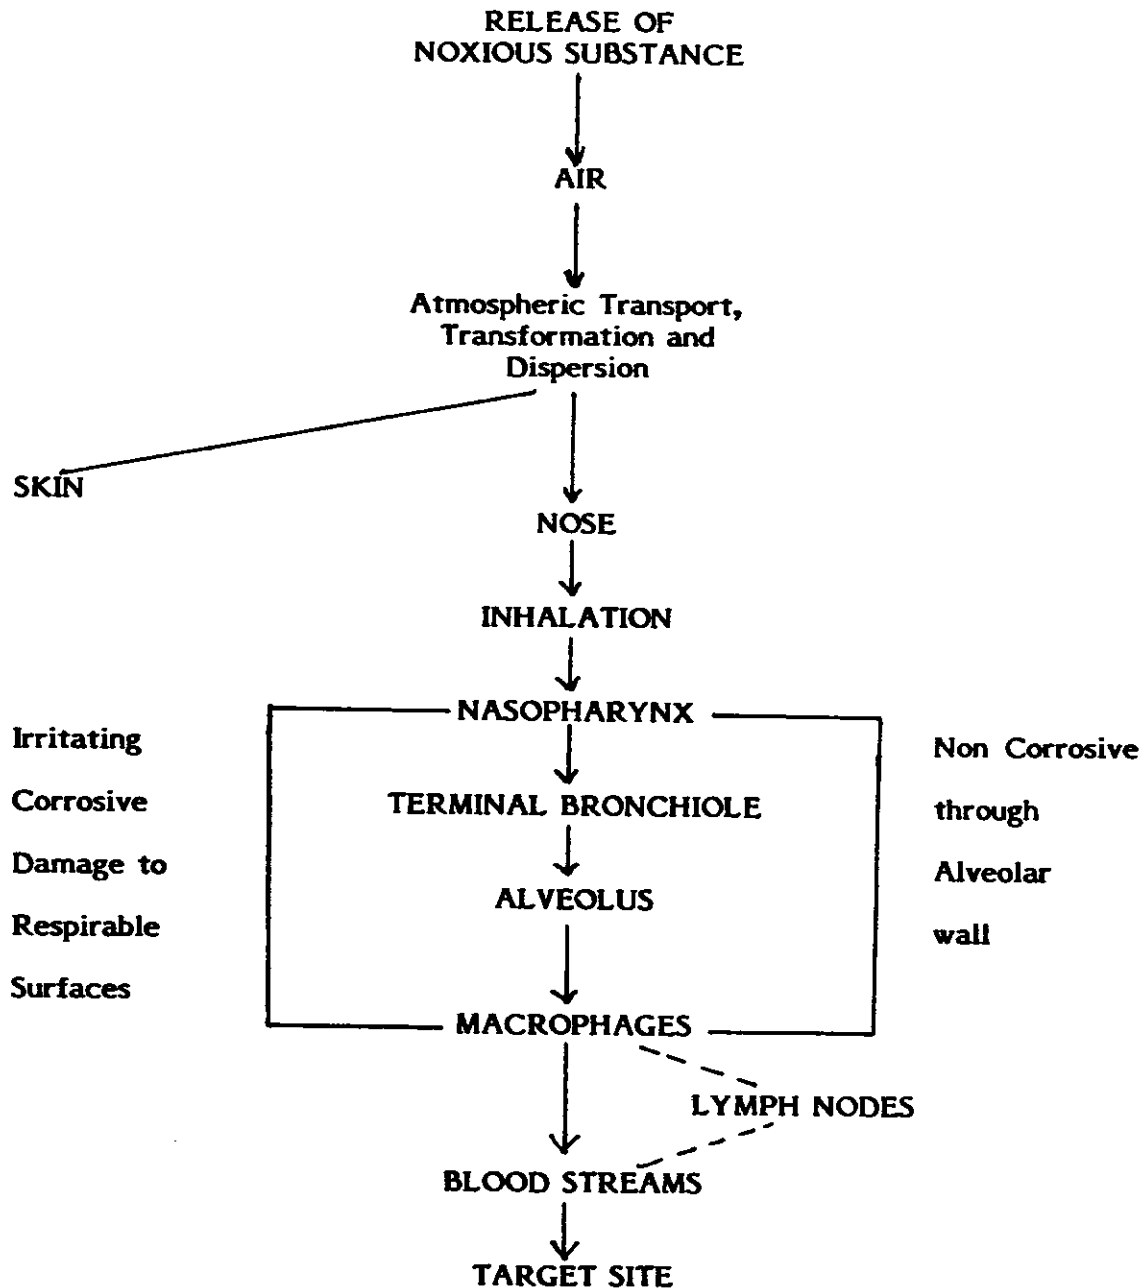 RELEASE OF
NOXIOUS SUBSTANCE
AIR
Atmospheric Transport,
Transformation and
Dispersion
SKIN
NOSE
INHALATION
NASOPHARYNX
Irritating
Corrosive
Damage to
Respirable
Surfaces
TERMINAL BRONCHIOLE
ALVEOLUS
MACROPHAGES
Non Corrosive
through
Alveolar
wall
LYMPH NODES
BLOOD STREAMS
TARGET SITE